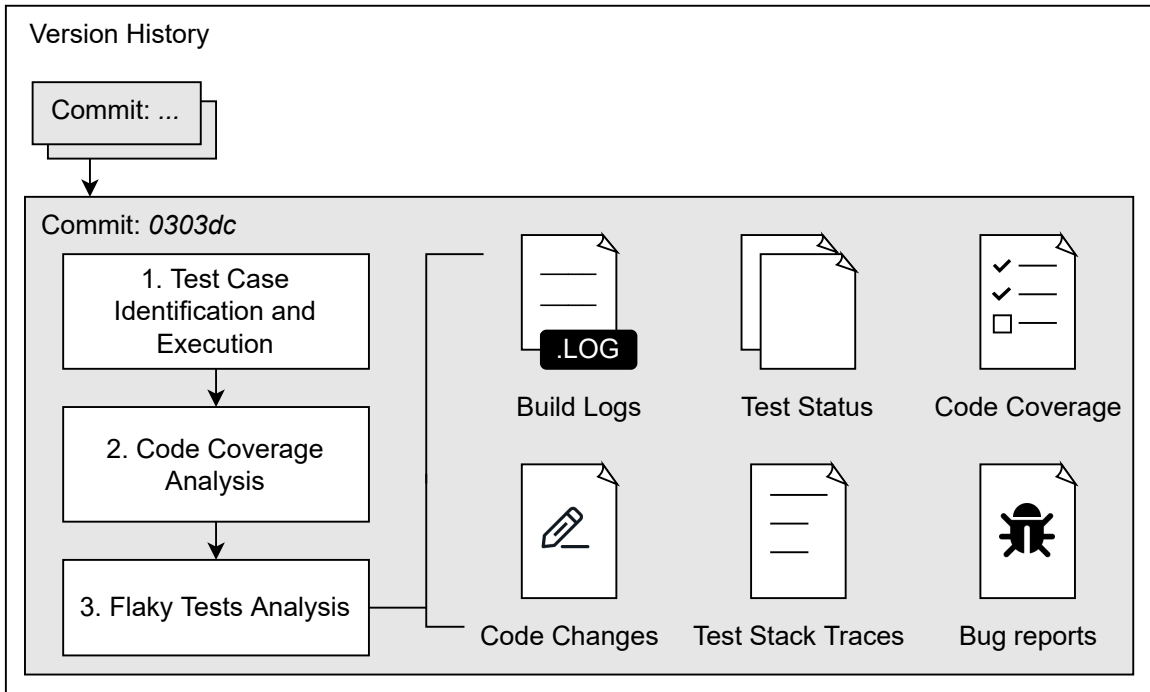 Version History
Commit: ...
Commit: 0303dc
1. Test Case
Identification and
Execution
2. Code Coverage
Analysis
3. Flaky Tests Analysis
.LOG
Build Logs
Test Status
Code Coverage
Code Changes
Test Stack Traces
Bug reports